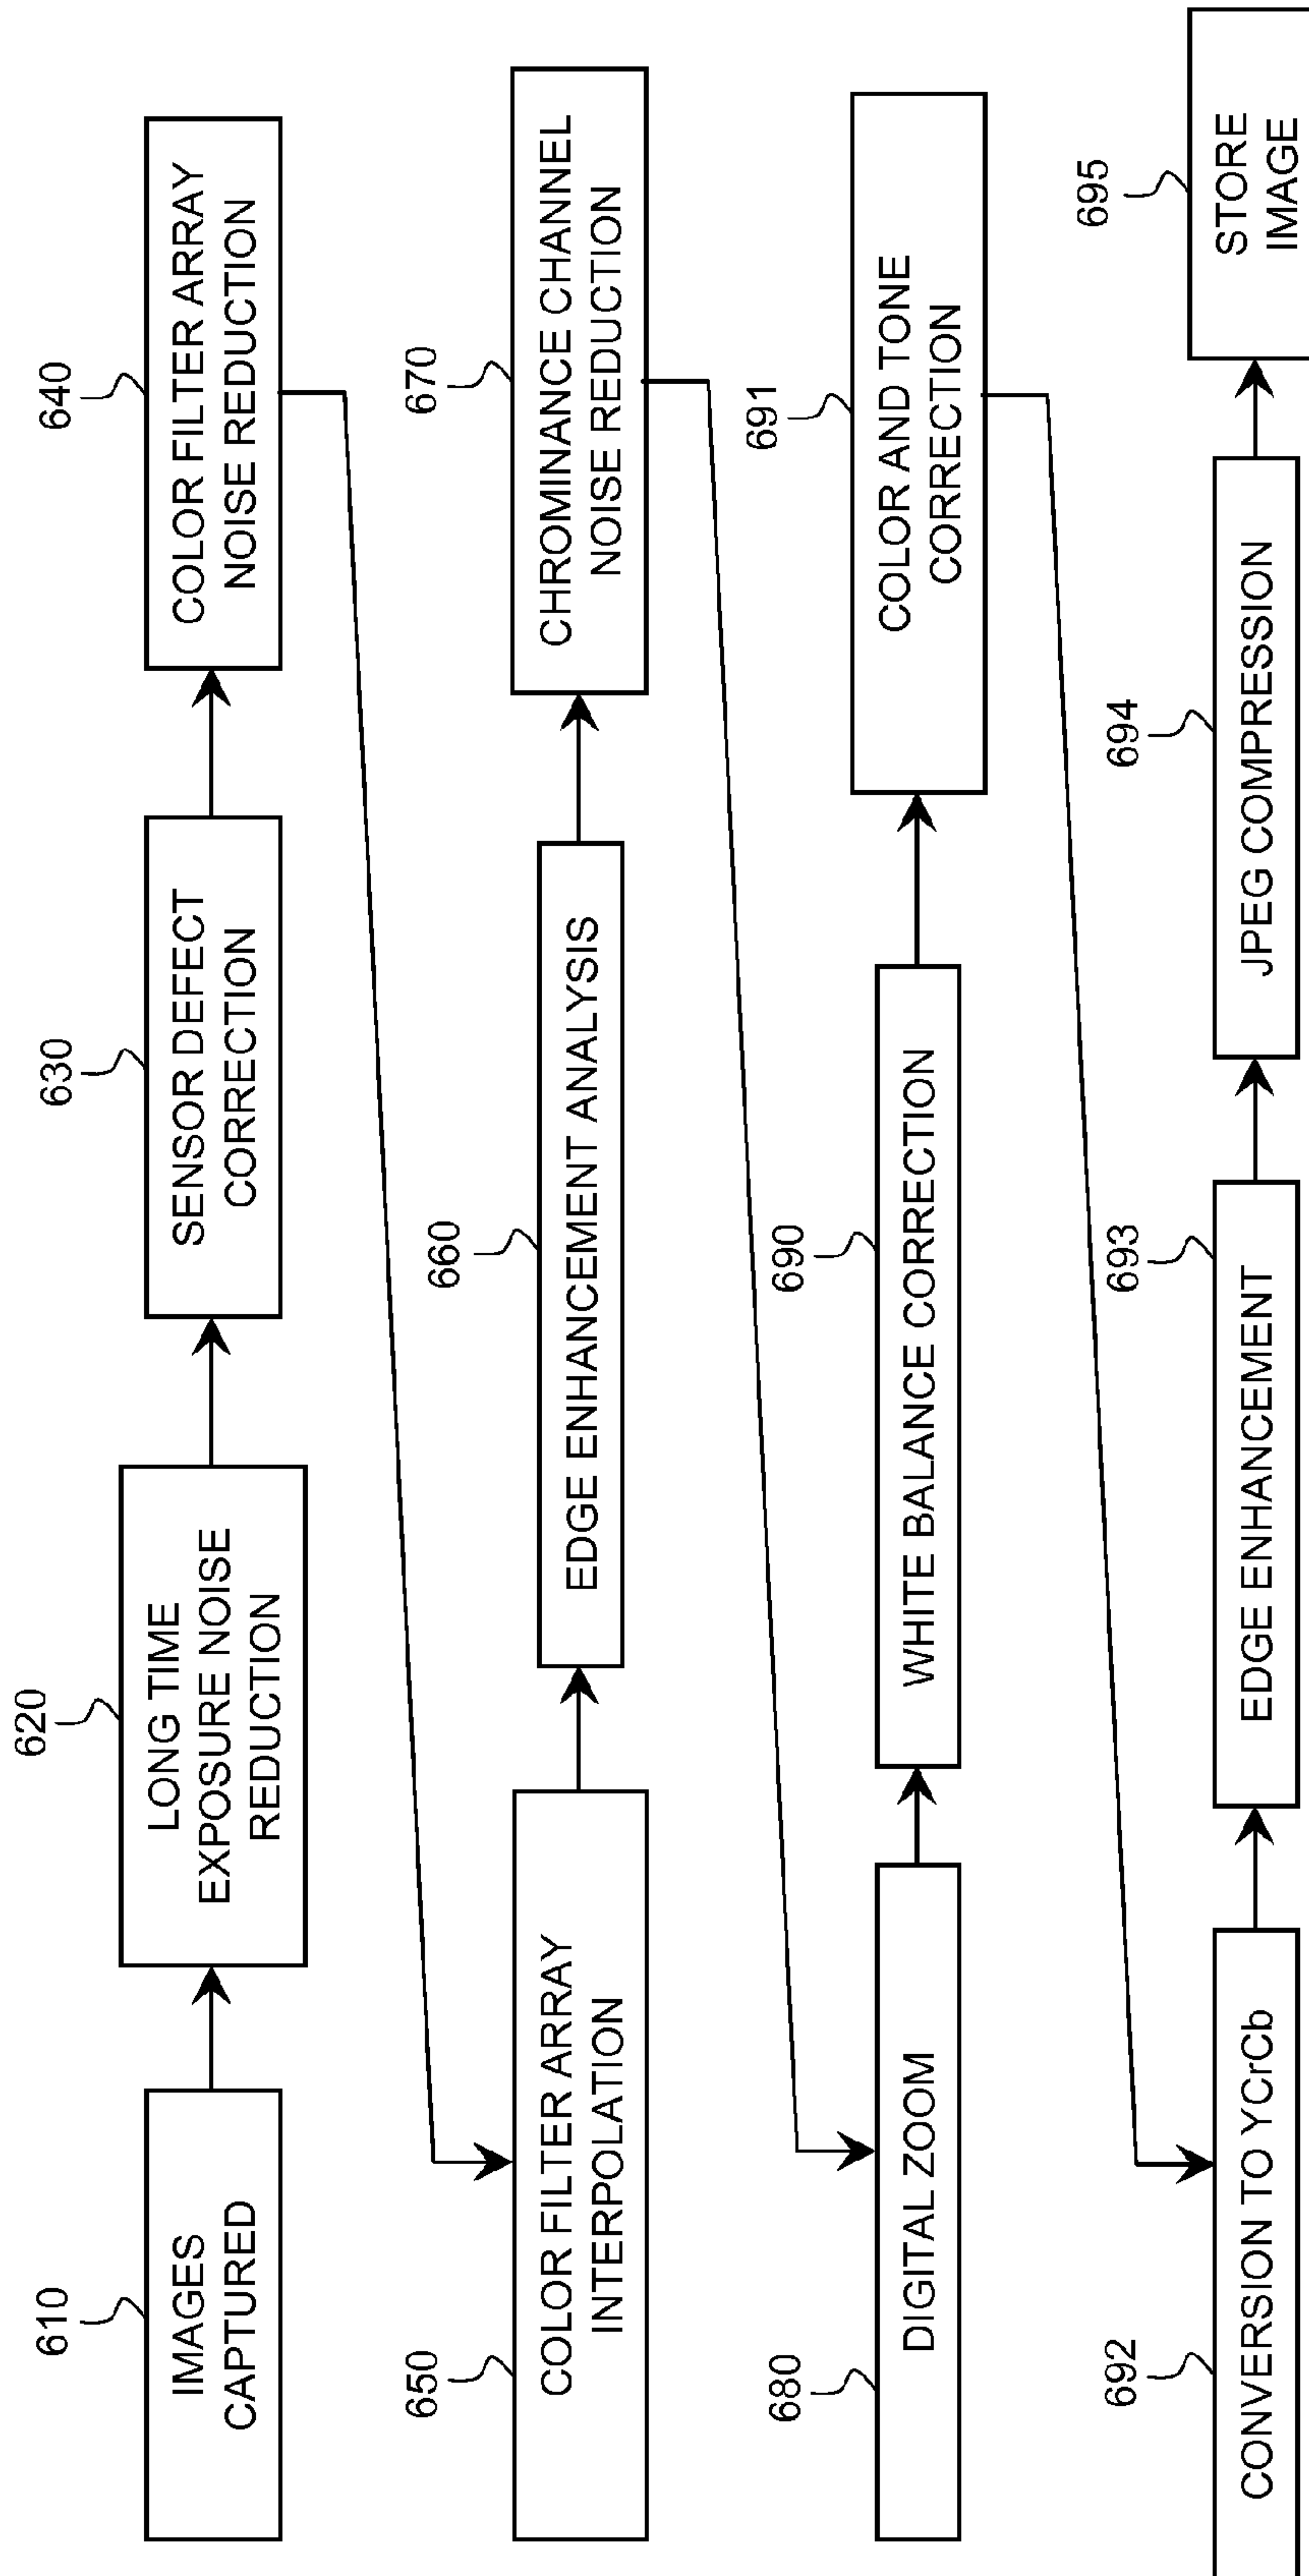 610
IMAGES
CAPTURED
620
LONG TIME
EXPOSURE NOISE
REDUCTION
630
SENSOR DEFECT
CORRECTION
640
COLOR FILTER ARRAY
NOISE REDUCTION
650
COLOR FILTER ARRAY
INTERPOLATION
660
EDGE ENHANCEMENT ANALYSIS
670
CHROMINANCE CHANNEL
NOISE REDUCTION
680
DIGITAL ZOOM
690
WHITE BALANCE CORRECTION
691
COLOR AND TONE
CORRECTION
692
CONVERSION TO YCrCb
693
EDGE ENHANCEMENT
694
JPEG COMPRESSION
695
STORE
IMAGE